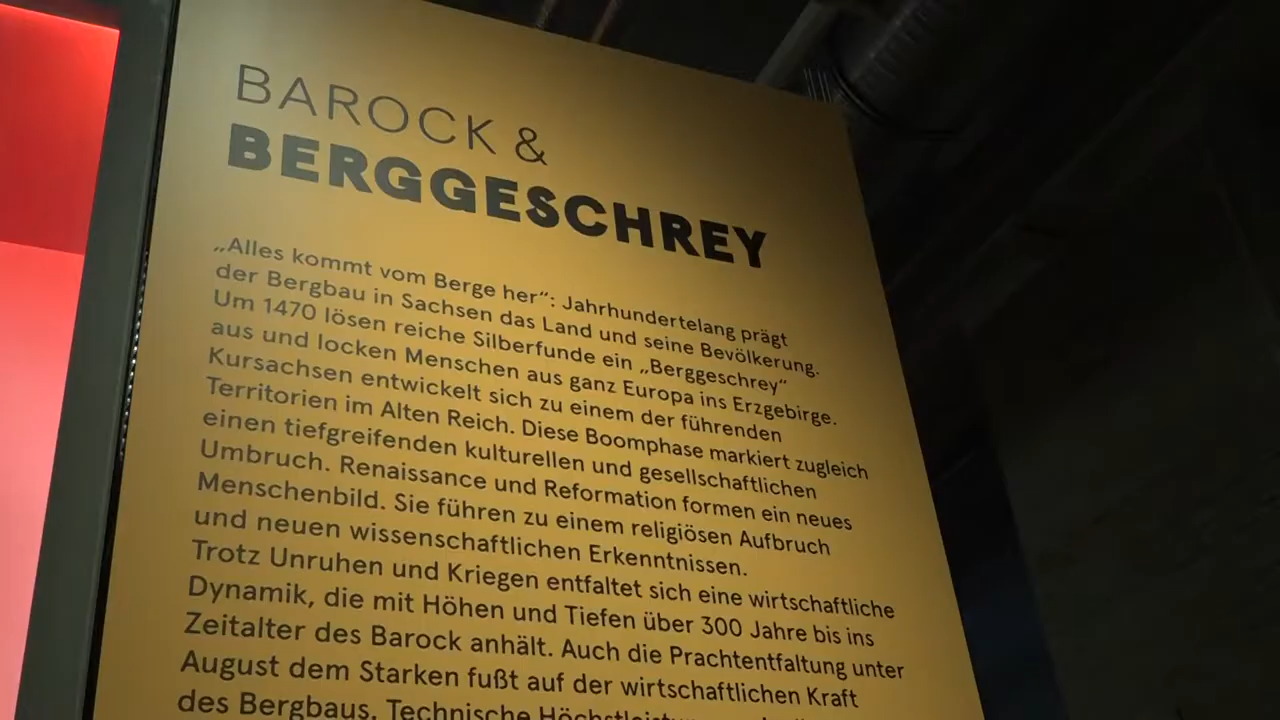 BAROCK &
BERGGESCHREY
„Alles kommt vom Berge her“: Jahrhundertelang prägt
der Bergbau in Sachsen das Land und seine Bevölkerung.
Um 1470 lösen reiche Silberfunde ein „Berggeschrey“
aus und locken Menschen aus ganz Europa ins Erzgebirge.
Kursachsen entwickelt sich zu einem der führenden
Territorien im Alten Reich. Diese Boomphase markiert zugleich
einen tiefgreifenden kulturellen und gesellschaftlichen
Umbruch. Renaissance und Reformation formen ein neues
Menschenbild. Sie führen zu einem religiösen Aufbruch
und neuen wissenschaftlichen Erkenntnissen.
Trotz Unruhen und Kriegen entfaltet sich eine wirtschaftliche
Dynamik, die mit Höhen und Tiefen über 300 Jahre bis ins
Zeitalter des Barock anhält. Auch die Prachtentfaltung unter
August dem Starken fußt auf der wirtschaftlichen Kraft
des Bergbaus. Technische